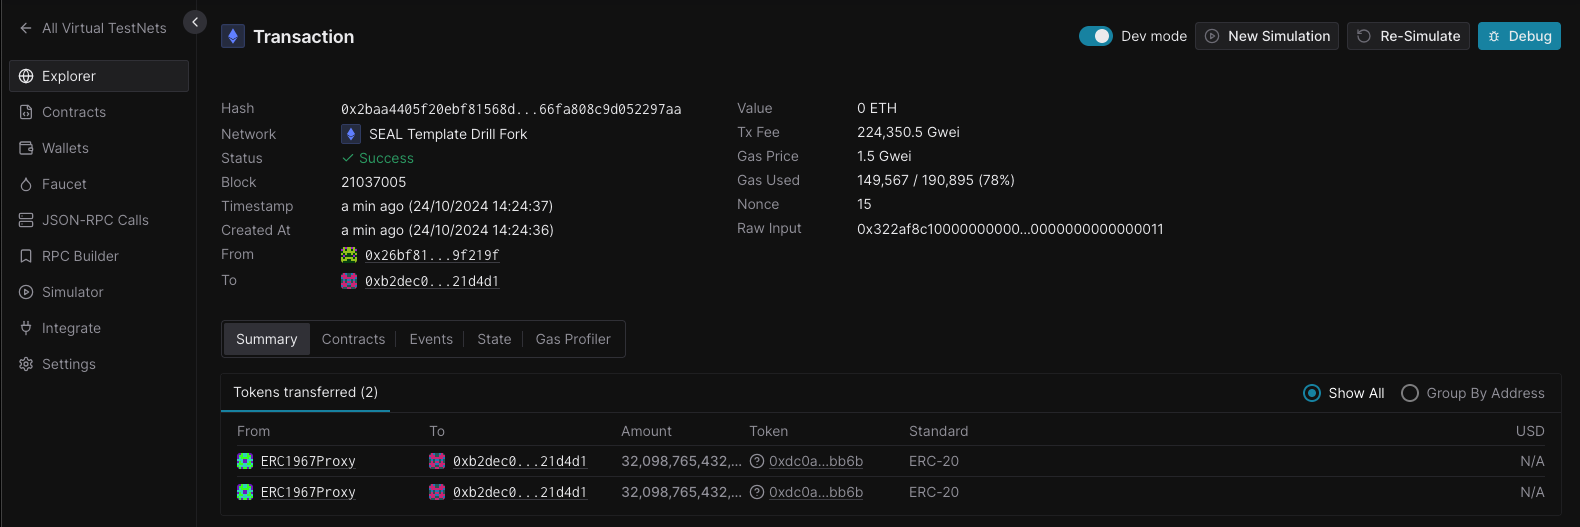 All Virtual TestNets
Explorer
Contracts
Wallets
Faucet
JSON-RPC Calls
RPC Builder
Simulator
Integrate
Settings
Transaction
Dev mode
New Simulation
Re-Simulate
Debug
Hash 0x2baa4405f20ebf81568d...66fa808c9d052297aa
Network SEAL Template Drill Fork
Status Success
Block 21037005
Timestamp a min ago (24/10/2024 14:24:37)
Created At a min ago (24/10/2024 14:24:36)
From 0x26bf81...9f219f
To 0xb2dec0...21d4d1
Value 0 ETH
Tx Fee 224,350.5 Gwei
Gas Price 1.5 Gwei
Gas Used 149,567 / 190,895 (78%)
Nonce 15
Raw Input 0x322af8c10000000000...0000000000000011
Summary Contracts Events State Gas Profiler
Tokens transferred (2) Show All Group By Address
From To Amount Token Standard USD
ERC1967Proxy 0xb2dec0...21d4d1 32,098,765,432,... 0xdc0a...bb6b ERC-20 N/A
ERC1967Proxy 0xb2dec0...21d4d1 32,098,765,432,... 0xdc0a...bb6b ERC-20 N/A